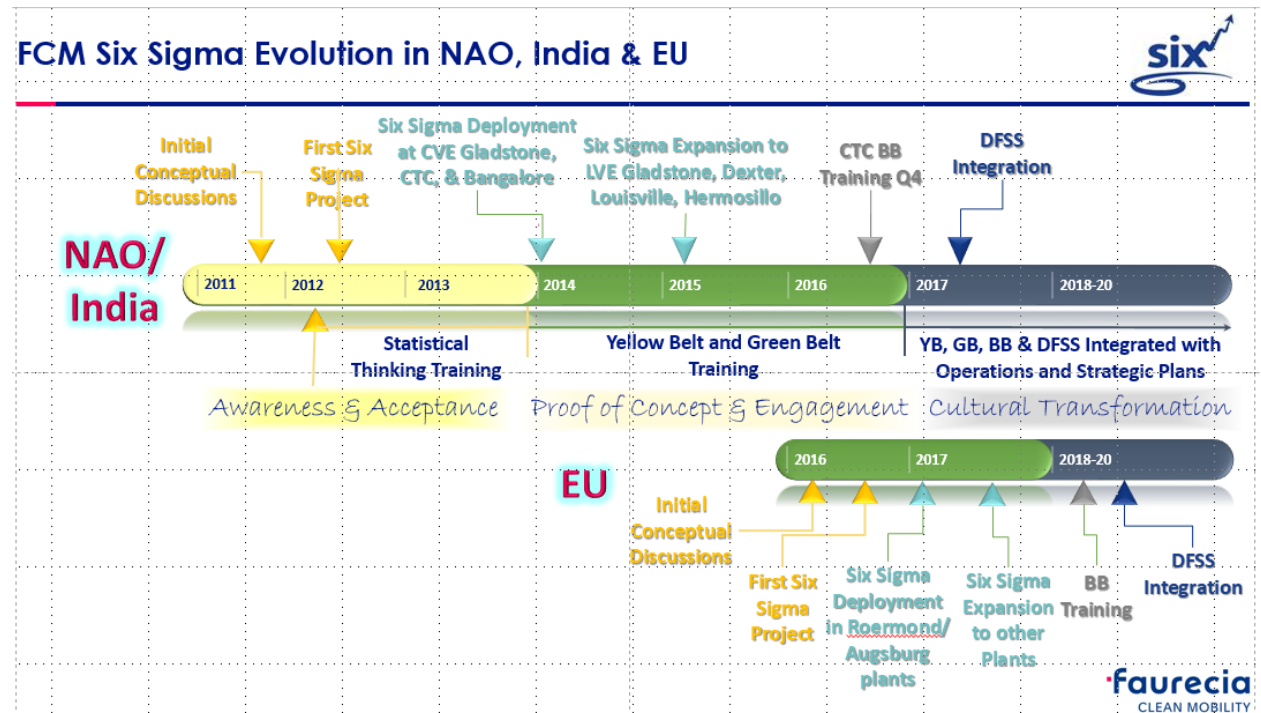 FCM Six Sigma Evolution in NAO, India & EU
six
Initial
Conceptual
Discussions
First Six
Sigma
Project
Six Sigma Deployment
at CVE Gladstone,
CTC, & Bangalore
Six Sigma Expansion to
LVE Gladstone, Dexter,
Louisville, Hermosillo
CTC BB
Training Q4
DFSS
Integration
NAO/
India
2011
2012
2013
2014
2015
2016
2017
2018-20
Statistical
Thinking Training
Yellow Belt and Green Belt
Training
YB, GB, BB & DFSS Integrated with
Operations and Strategic Plans
Awareness & Acceptance
Proof of Concept & Engagement
Cultural Transformation
EU
2016
2017
2018-20
Initial
Conceptual
Discussions
First Six
Sigma
Project
Six Sigma
Deployment
in Roermond/
Augsburg
plants
Six Sigma
Expansion
to other
Plants
BB
Training
DFSS
Integration
faurecia
CLEAN MOBILITY